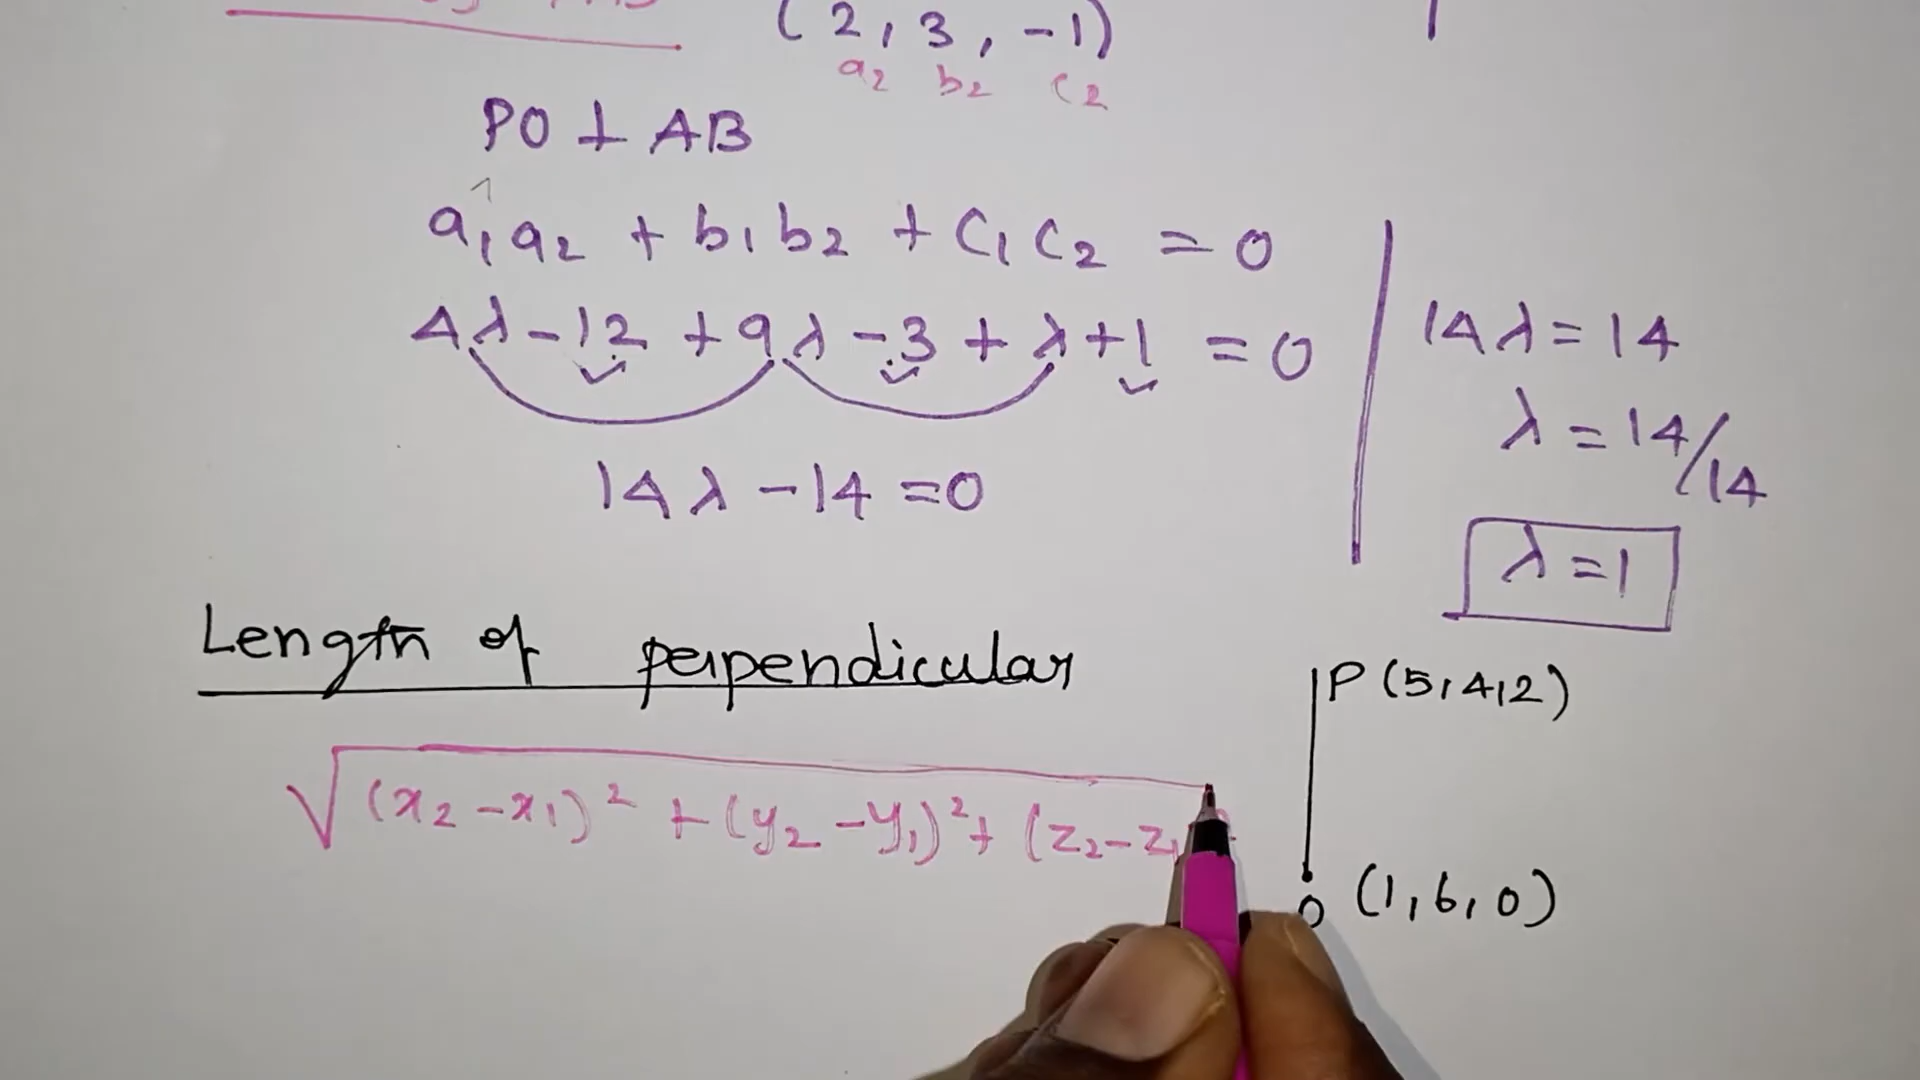 (2, 3, -1)
a2 b2 c2
PO ⊥ AB
a1a2 + b1b2 + c1c2 = 0
4λ-12 + 9λ-3 + λ+1 = 0
14λ-14=0
14λ=14
λ=14/14
λ=1
Length of perpendicular
P(5,4,2)
√(x2-x1)² + (y2-y1)² + (z2-z1
O (1,6,0)